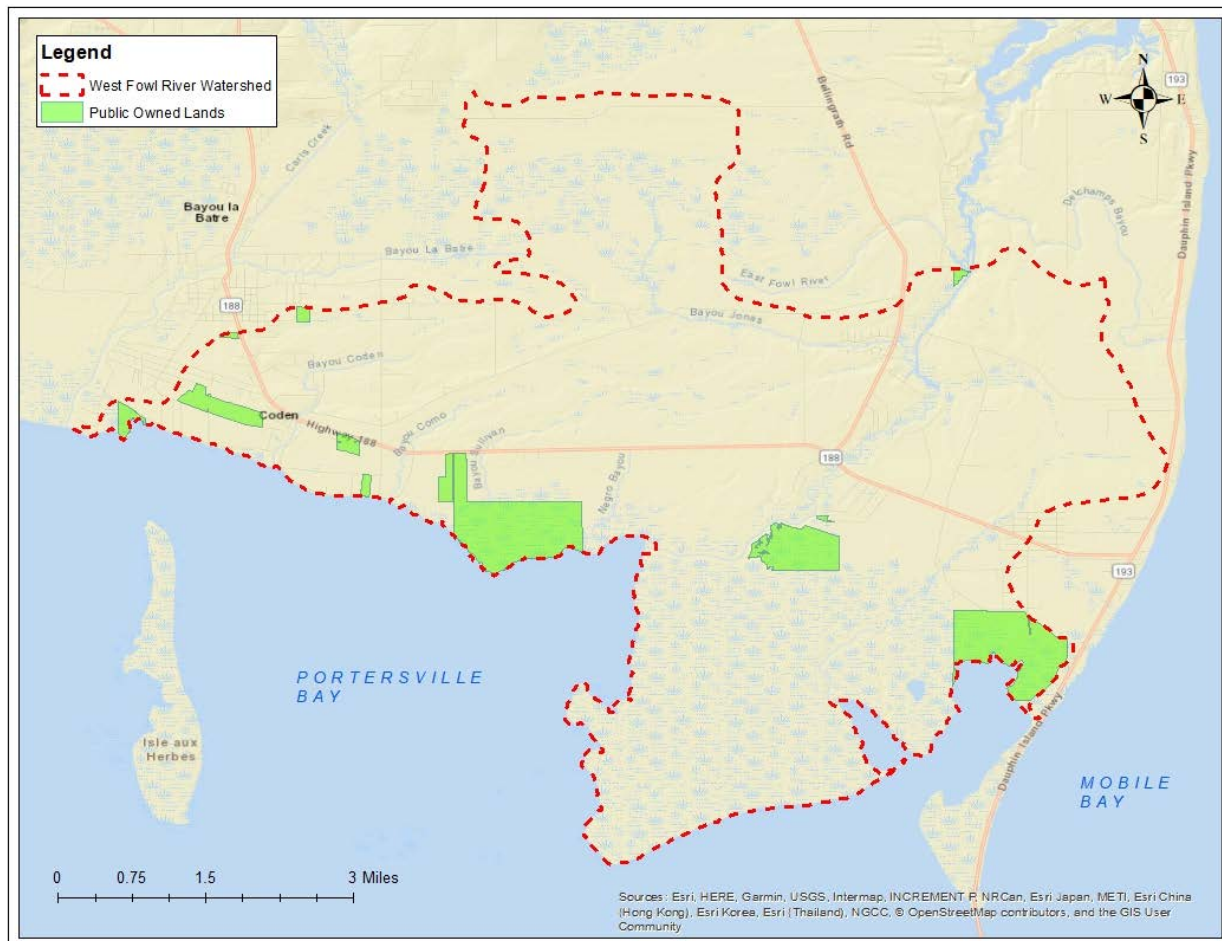 Legend
West Fowl River Watershed
Public Owned Lands
N
W
E
S
193
Bellingrath Rd
Carls Creek
Dauphin Island Pkwy
Delchamps Bayou
Bayou la
Batre
Bayou La Batre
East Fowl River
188
Bayou Jones
Bayou Coden
Coden
Highway 188
Bayou Como
Bayou Sullivan
Negro Bayou
188
193
PORTERSVILLE
BAY
Isle aux
Herbes
Dauphin Island Pkwy
MOBILE
BAY
0 0.75 1.5 3 Miles
Sources: Esri, HERE, Garmin, USGS, Intermap, INCREMENT P, NRCan, Esri Japan, METI, Esri China
(Hong Kong), Esri Korea, Esri (Thailand), NGCC, © OpenStreetMap contributors, and the GIS User
Community